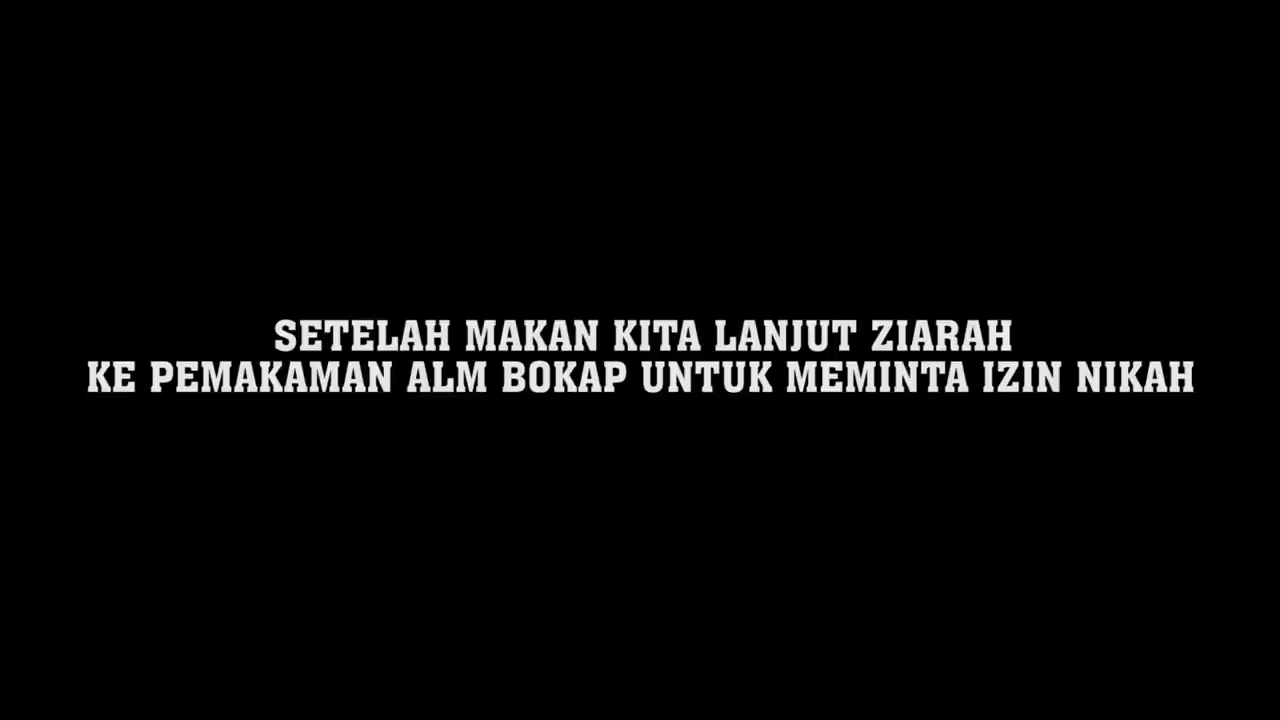 SETELAH MAKAN KITA LANJUT ZIARAH
KE PEMAKAMAN ALM BOKAP UNTUK MEMINTA IZIN NIKAH